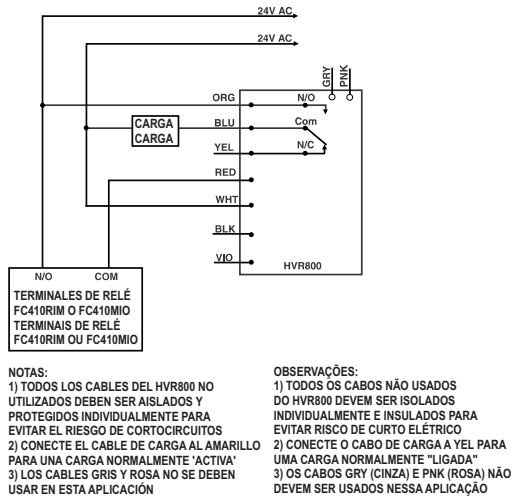 24V AC
24V AC
GRY
PNK
ORG
N/O
CARGA
CARGA
BLU
Com
YEL
N/C
RED
WHT
BLK
VIO
HVR800
N/O COM
TERMINALES DE RELÉ
FC410RIM O FC410MIO
TERMINAIS DE RELÉ
FC410RIM OU FC410MIO
NOTAS:
1) TODOS LOS CABLES DEL HVR800 NO
UTILIZADOS DEBEN SER AISLADOS Y
PROTEGIDOS INDIVIDUALMENTE PARA
EVITAR EL RIESGO DE CORTOCIRCUITOS
2) CONECTE EL CABLE DE CARGA AL AMARILLO
PARA UNA CARGA NORMALMENTE 'ACTIVA'
3) LOS CABLES GRIS Y ROSA NO SE DEBEN
USAR EN ESTA APLICACIÓN
OBSERVAÇÕES:
1) TODOS OS CABOS NÃO USADOS
DO HVR800 DEVEM SER ISOLADOS
INDIVIDUALMENTE E INSULADOS PARA
EVITAR RISCO DE CURTO ELÉTRICO
2) CONECTE O CABO DE CARGA A YEL PARA
UMA CARGA NORMALMENTE "LIGADA"
3) OS CABOS GRY (CINZA) E PNK (ROSA) NÃO
DEVEM SER USADOS NESSA APLICAÇÃO